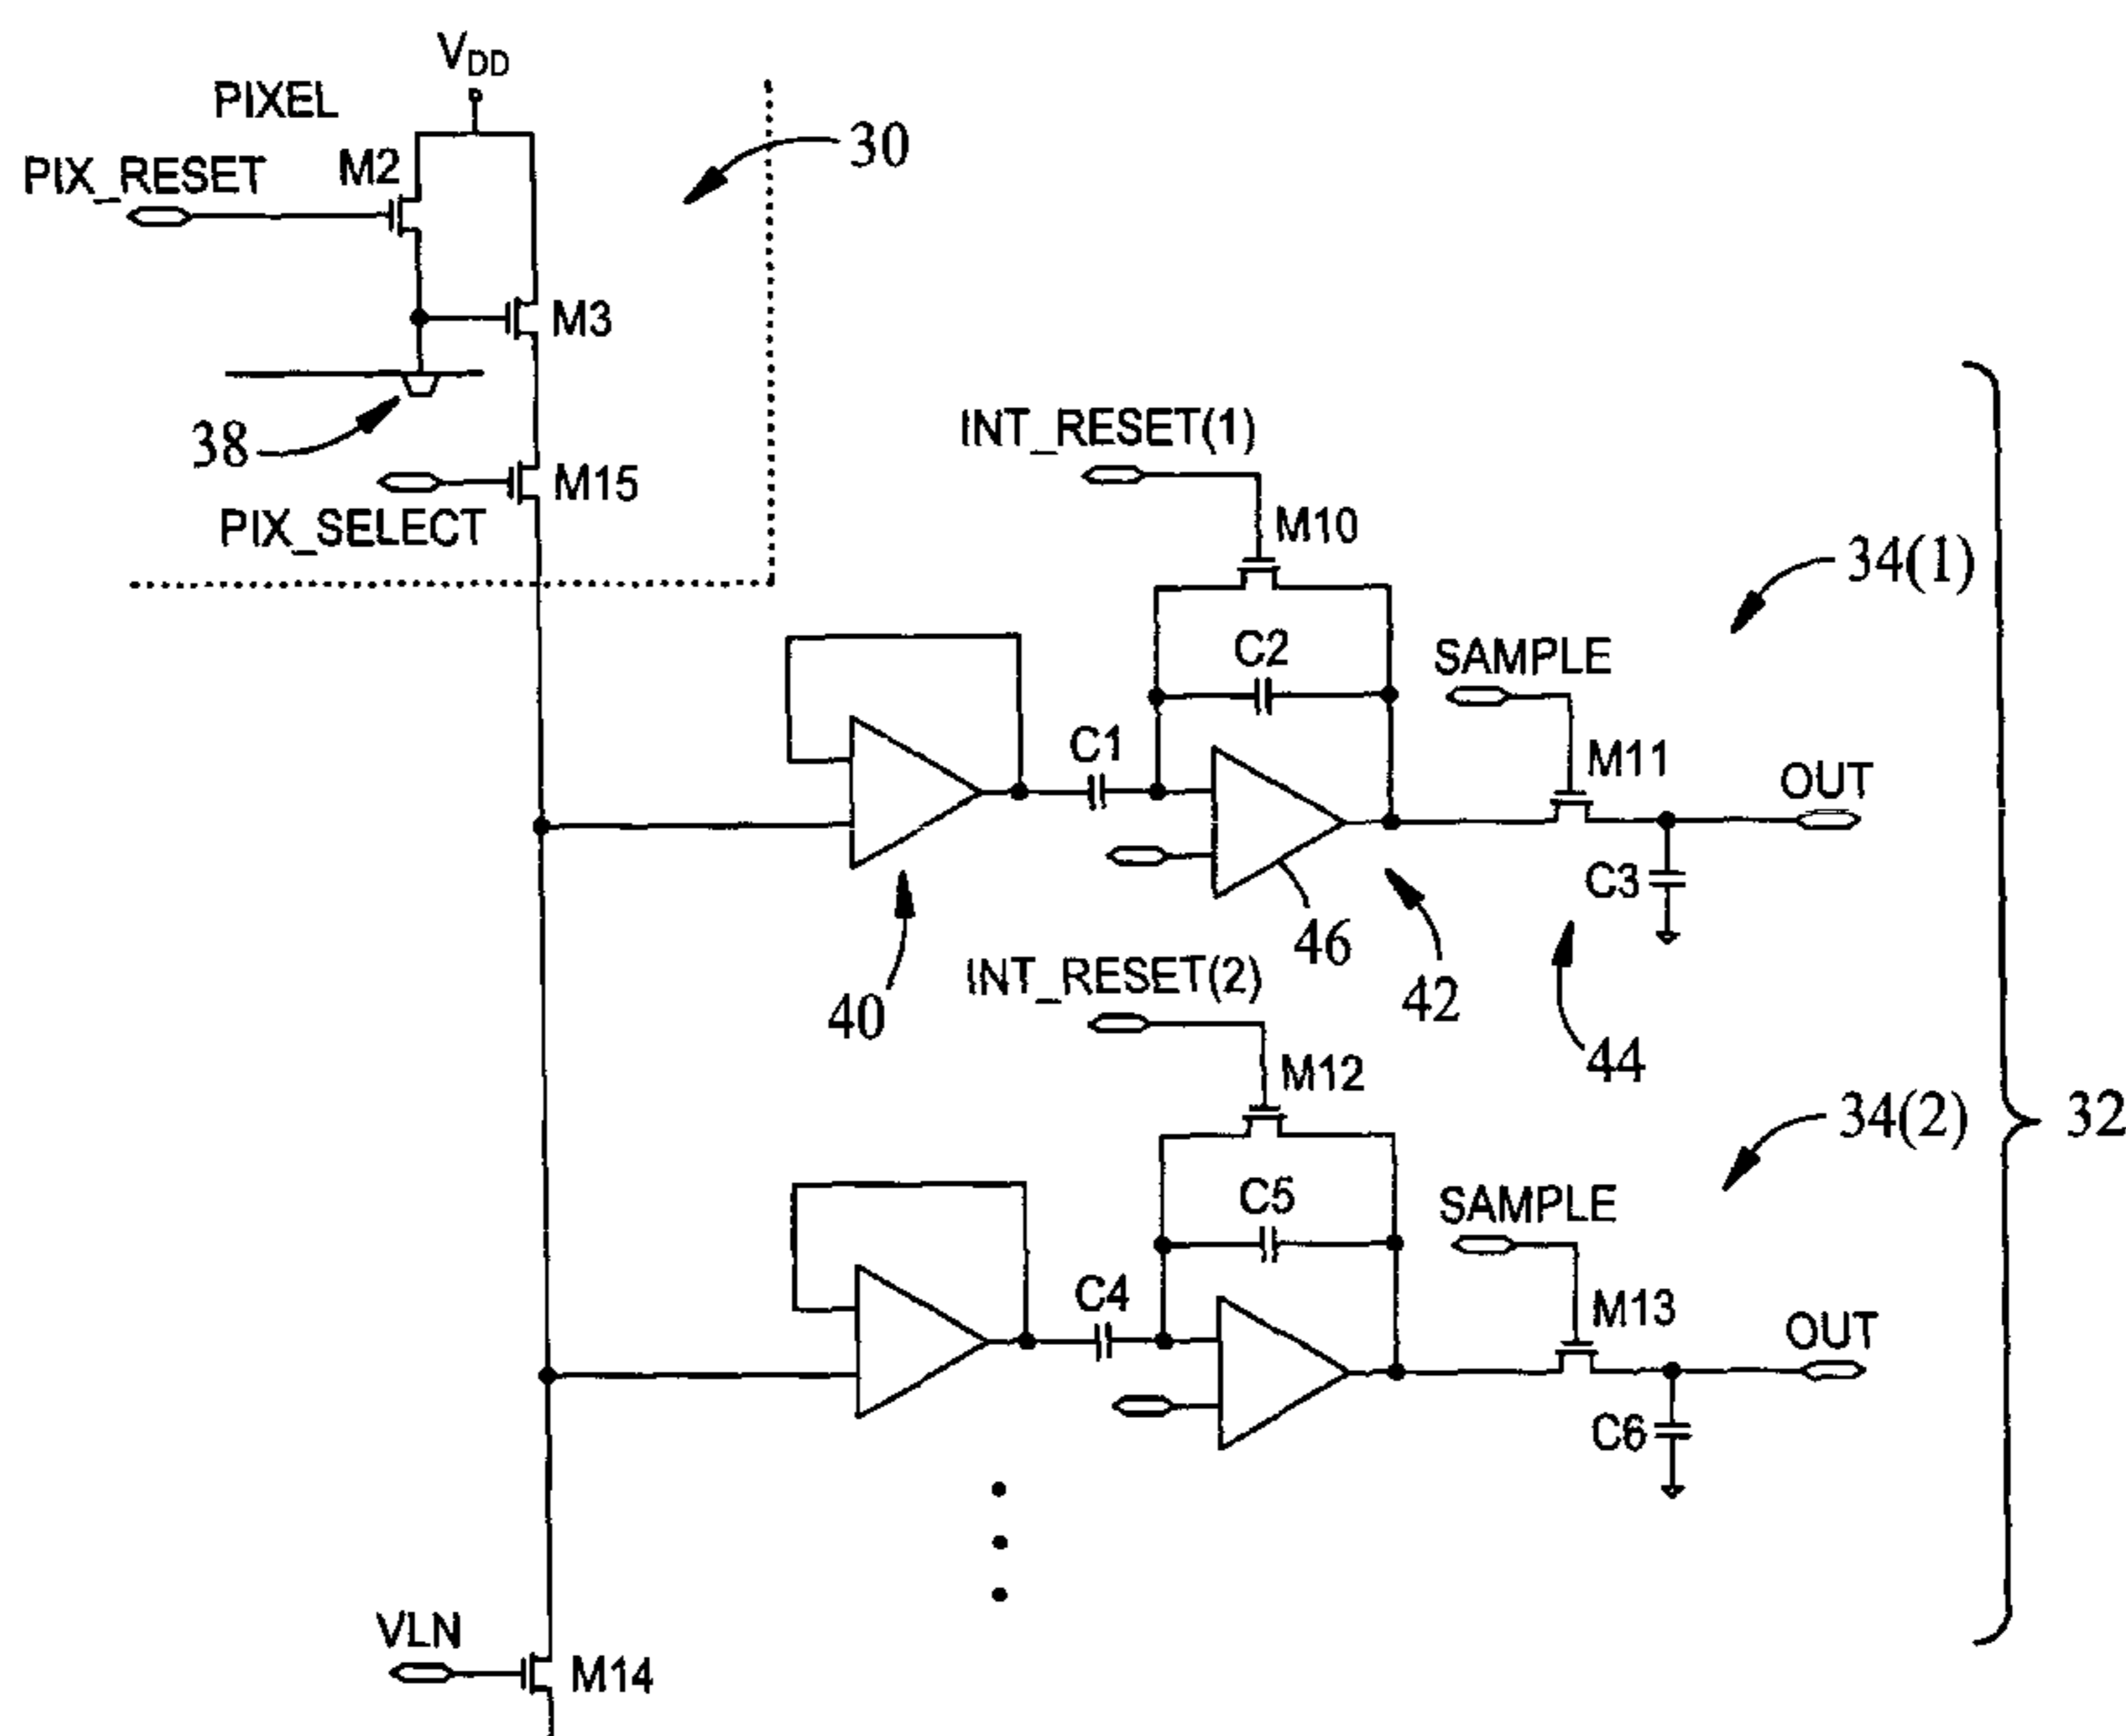 VDD
PIXEL
30
M2
PIX_RESET
M3
38
INT_RESET(1)
M15
PIX_SELECT
M10
34(1)
C2
SAMPLE
C1
M11
OUT
C3
46
INT_RESET(2)
42
40
44
M12
34(2)
32
C5
SAMPLE
C4
M13
OUT
C6
VLN
M14